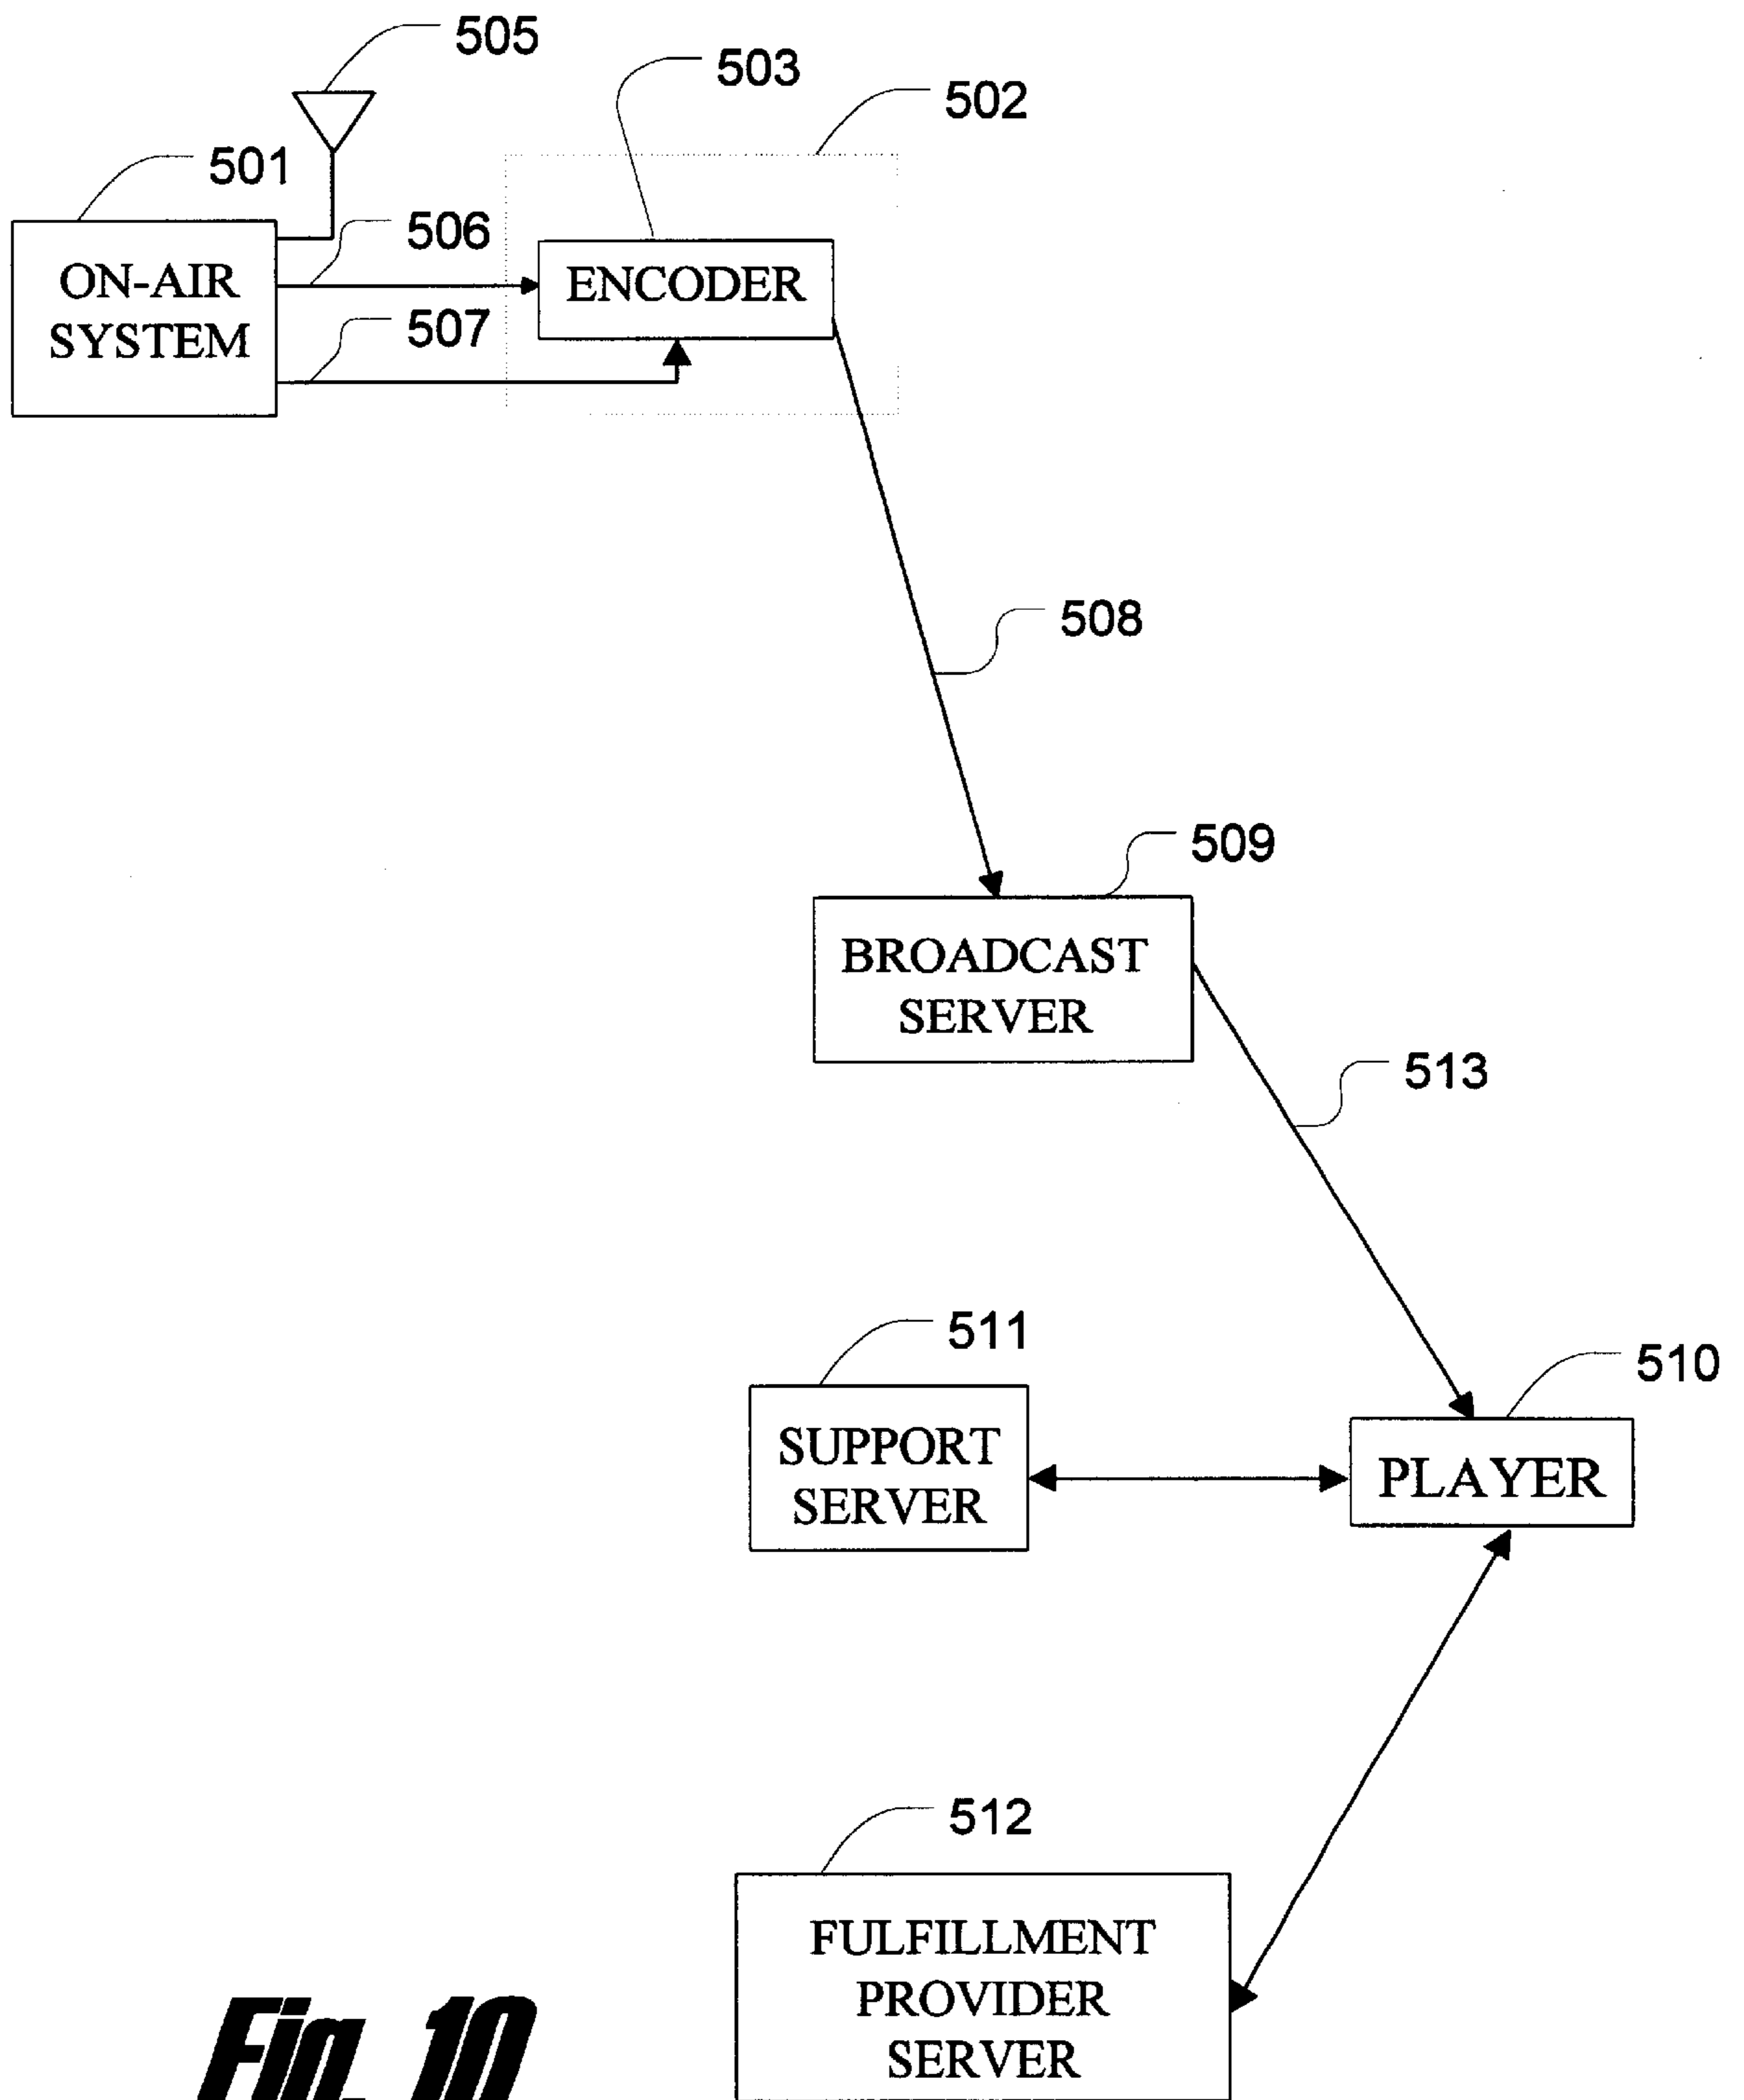 505
503
502
501
506
ON-AIR
SYSTEM
ENCODER
507
508
509
BROADCAST
SERVER
513
511
510
SUPPORT
SERVER
PLAYER
512
FULFILLMENT
PROVIDER
SERVER
Fig. 10